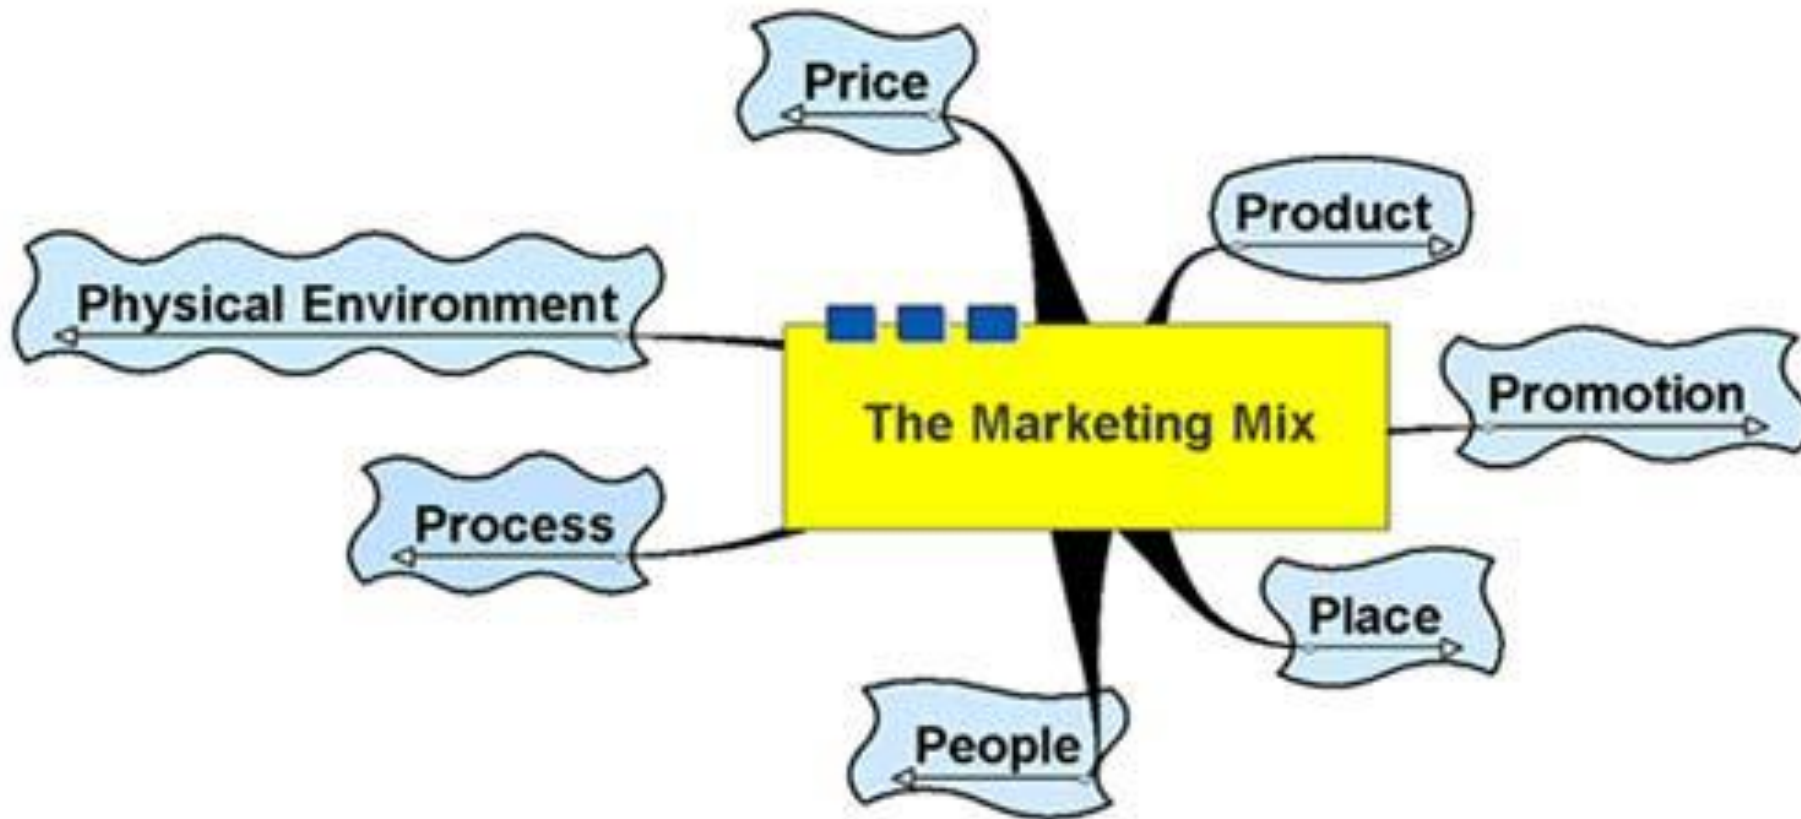 Price
Product
Physical Environment
Promotion
The Marketing Mix
Process
Place
People